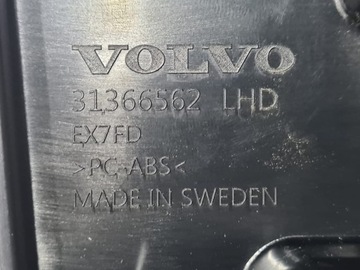 VOLVO
31366562 LHD
EX7FD
>PC-ABS<
MADE IN SWEDEN